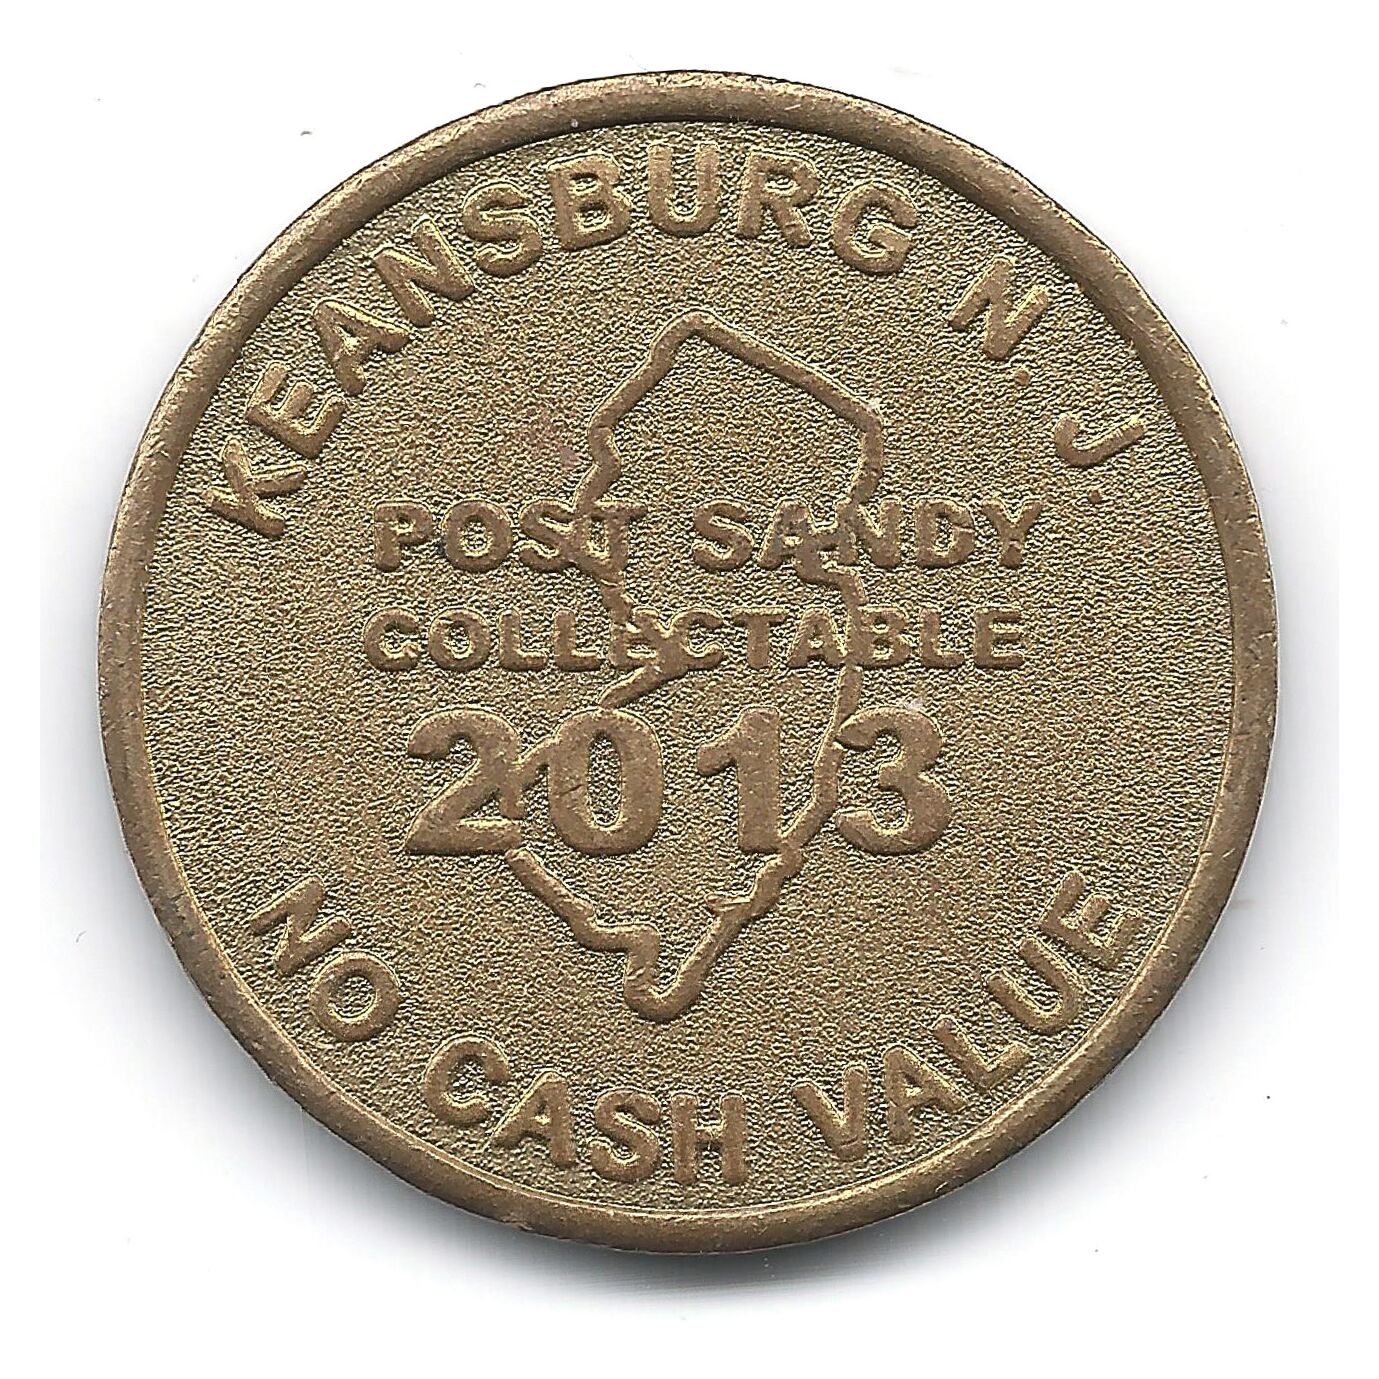 KEANSBURG N.J.
POST SANDY
COLLECTABLE
2013
NO CASH VALUE